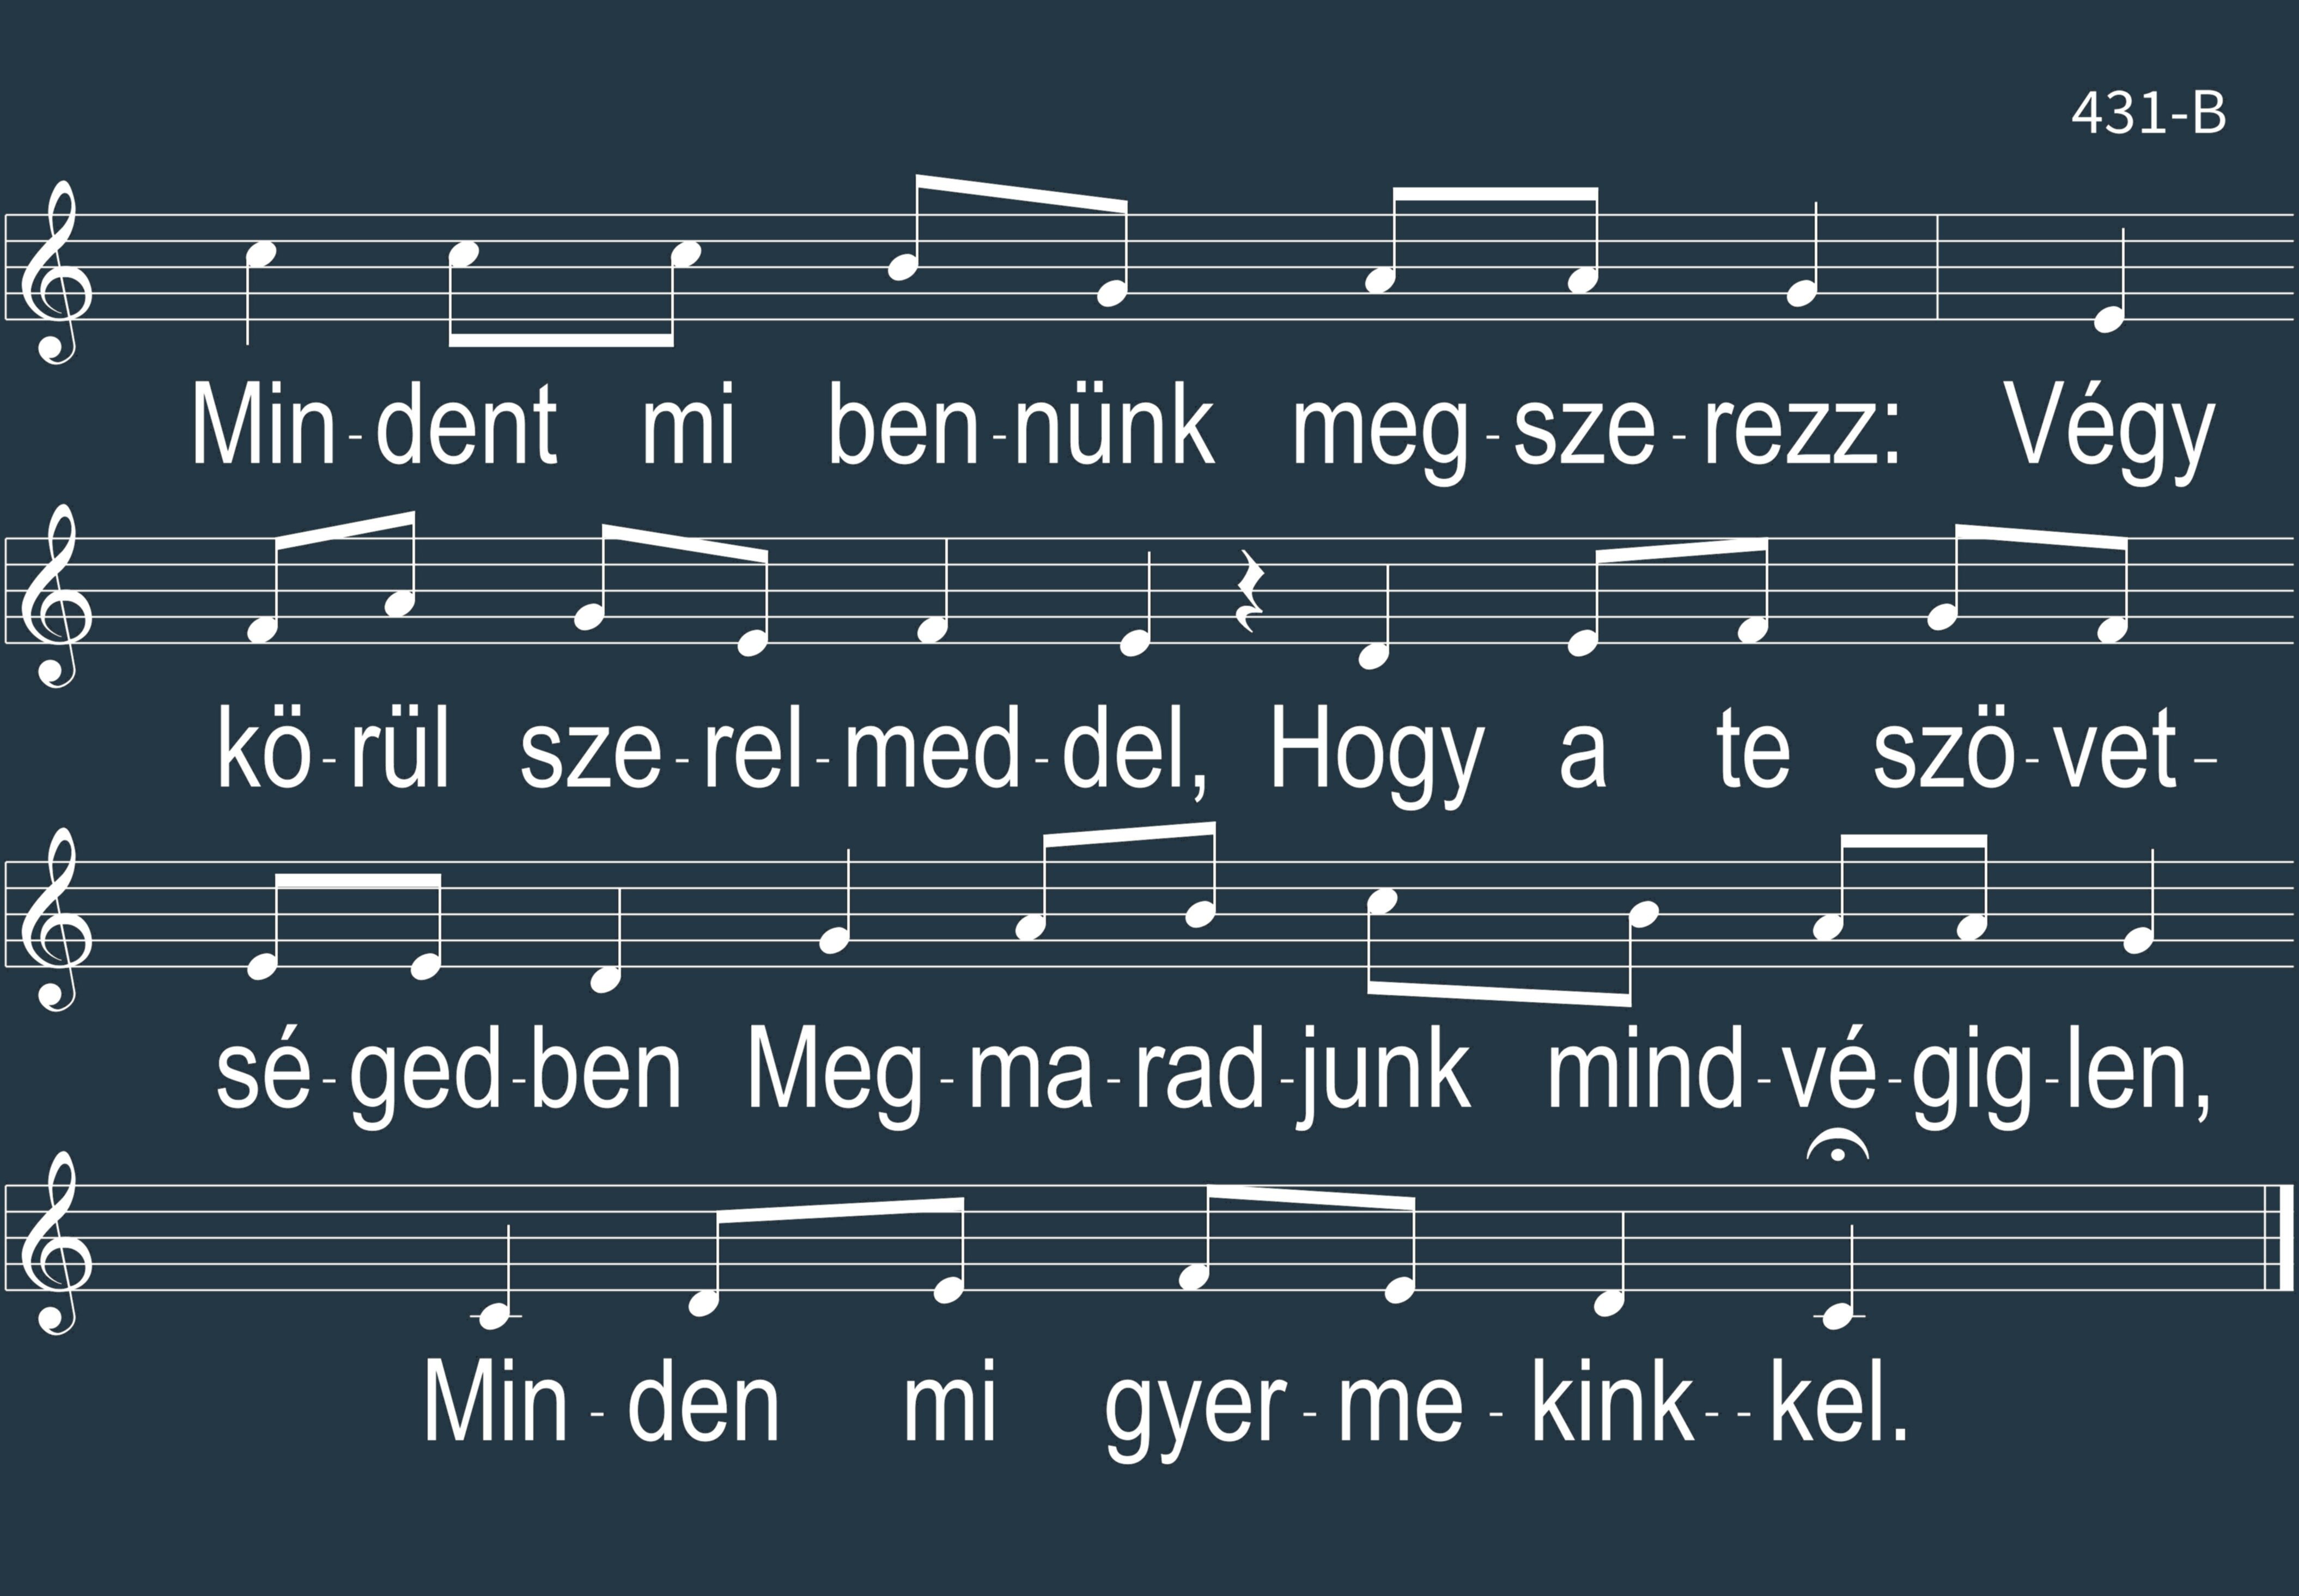 431-B
Min-dent mi ben-nünk meg-sze-rezz: Végy
kö-rül sze-rel-med-del, Hogy a te szö-vet-
sé-ged-ben Meg-ma-rad-junk mind-vé-gig-len,
Min-den mi gyer-me-kink--kel.